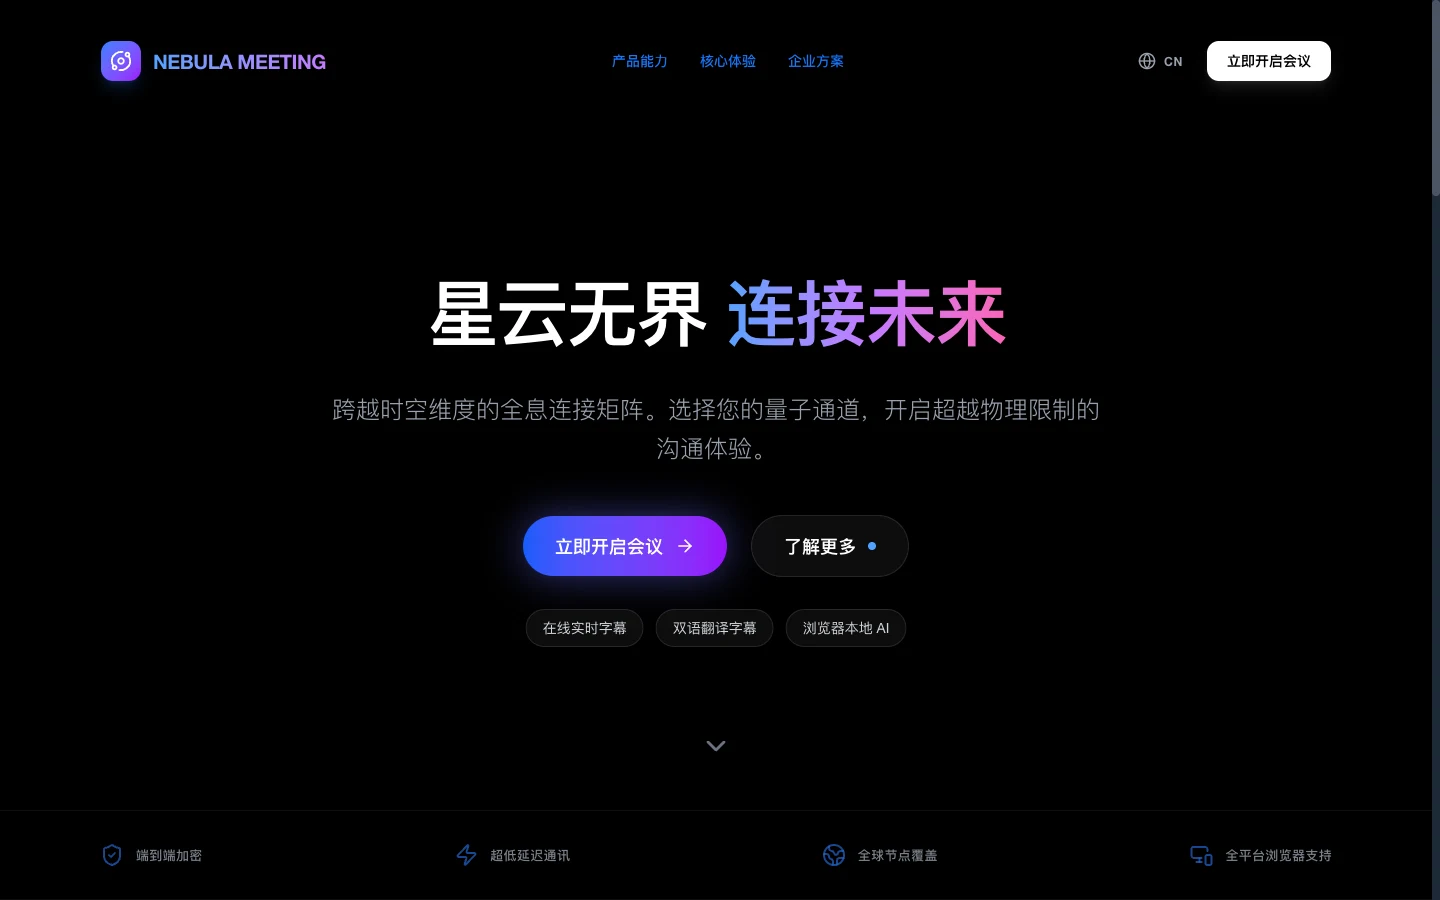 NEBULA MEETING
产品能力
核心体验
企业方案
CN
立即开启会议
星云无界 连接未来
跨越时空维度的全息连接矩阵。选择您的量子通道，开启超越物理限制的
沟通体验。
立即开启会议
了解更多
在线实时字幕
双语翻译字幕
浏览器本地 AI
端到端加密
超低延迟通讯
全球节点覆盖
全平台浏览器支持